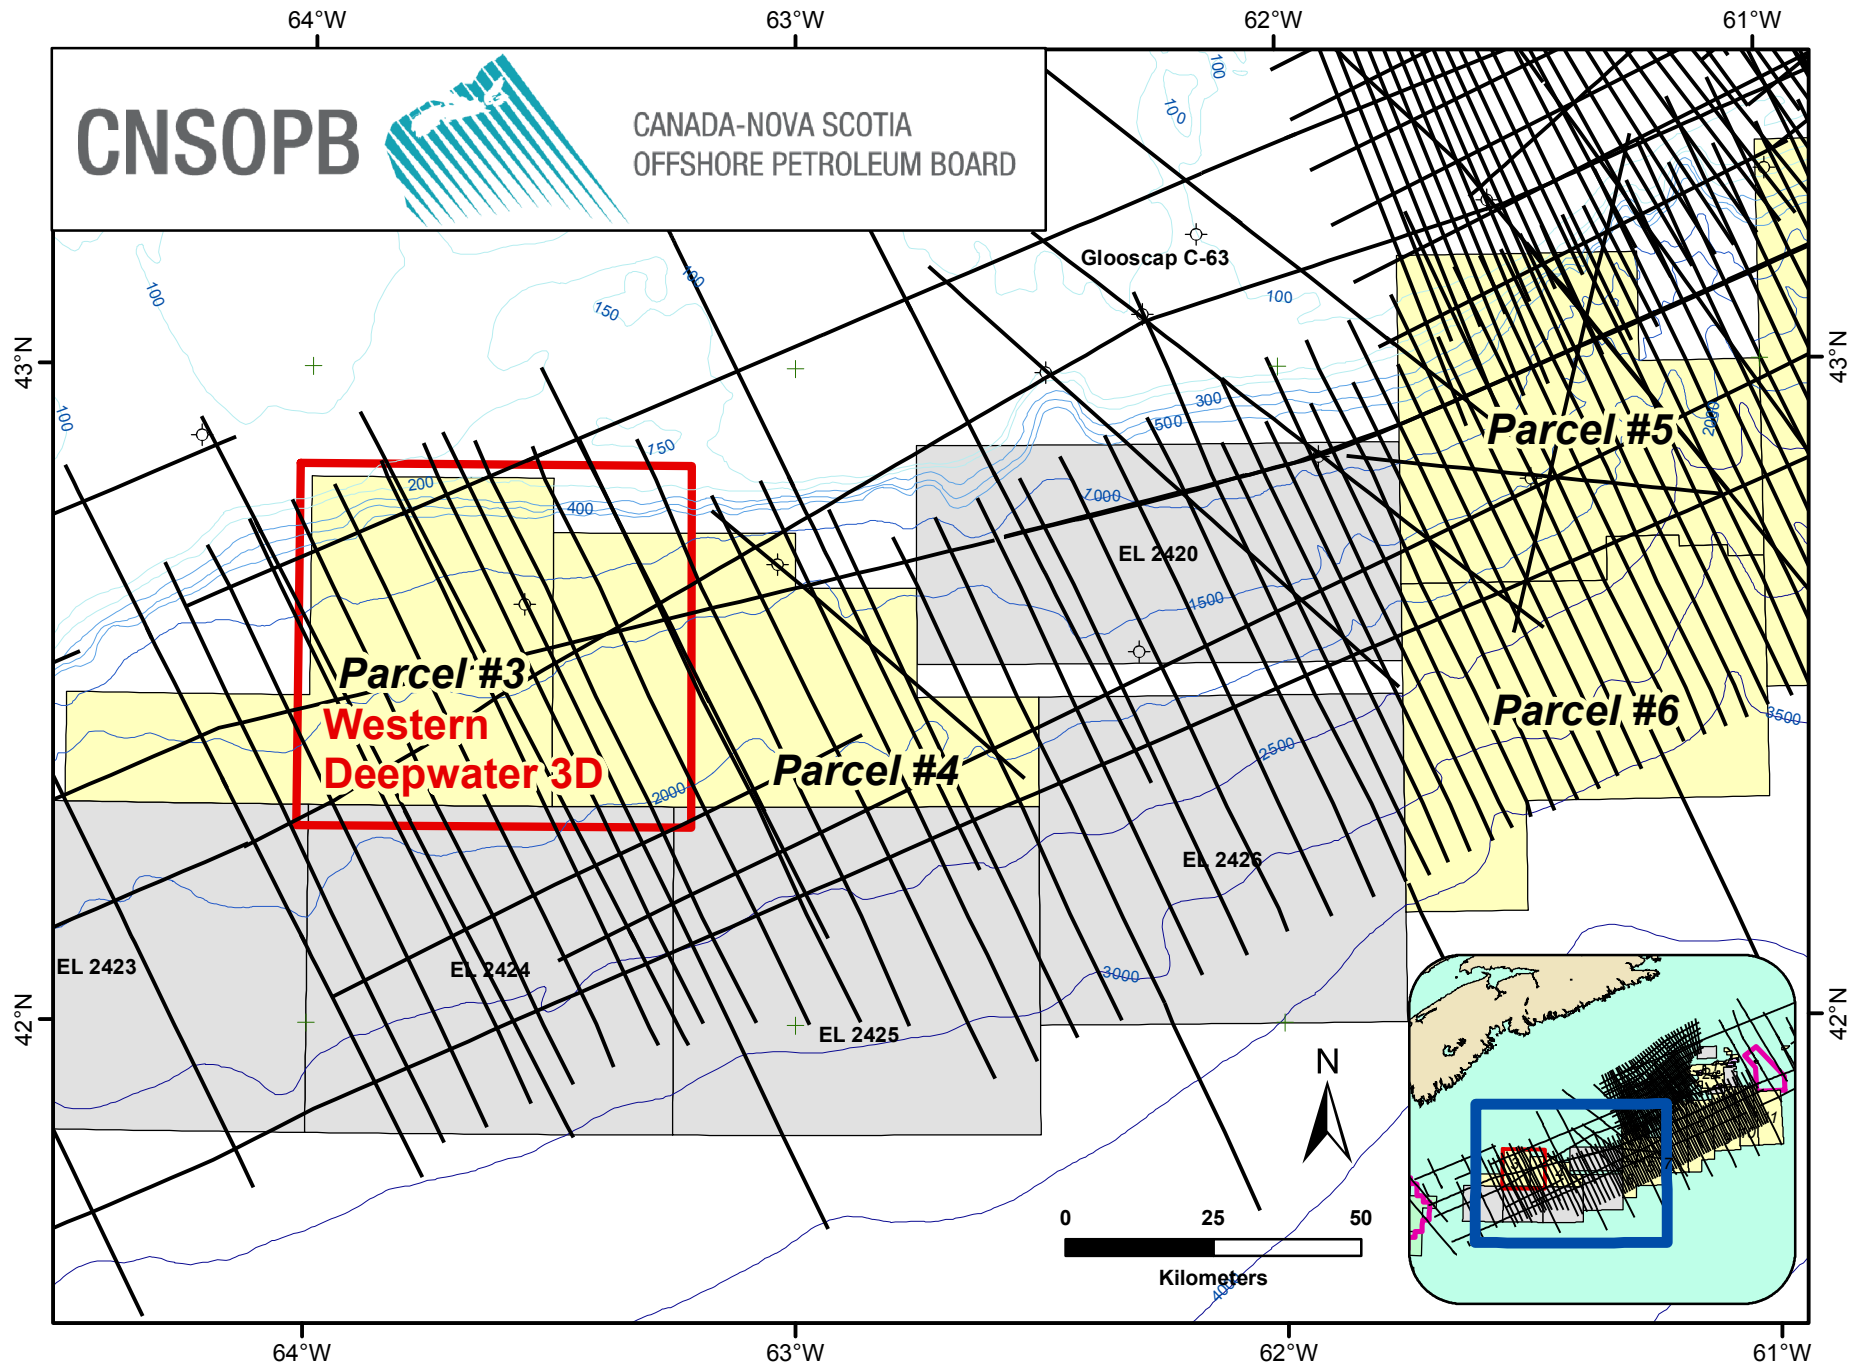 64°W
63°W
62°W
61°W
CNSOPB
CANADA-NOVA SCOTIA
OFFSHORE PETROLEUM BOARD
100
100
100
100
150
Glooscap C-63
100
43°N
43°N
100
300
500
150
Parcel #5
2000
200
400
1000
EL 2420
1500
Parcel #3
Western
Deepwater 3D
Parcel #4
2000
2500
Parcel #6
3500
EL 2426
EL 2423
EL 2424
3000
EL 2425
42°N
42°N
N
0
25
50
Kilometers
400
64°W
63°W
62°W
61°W